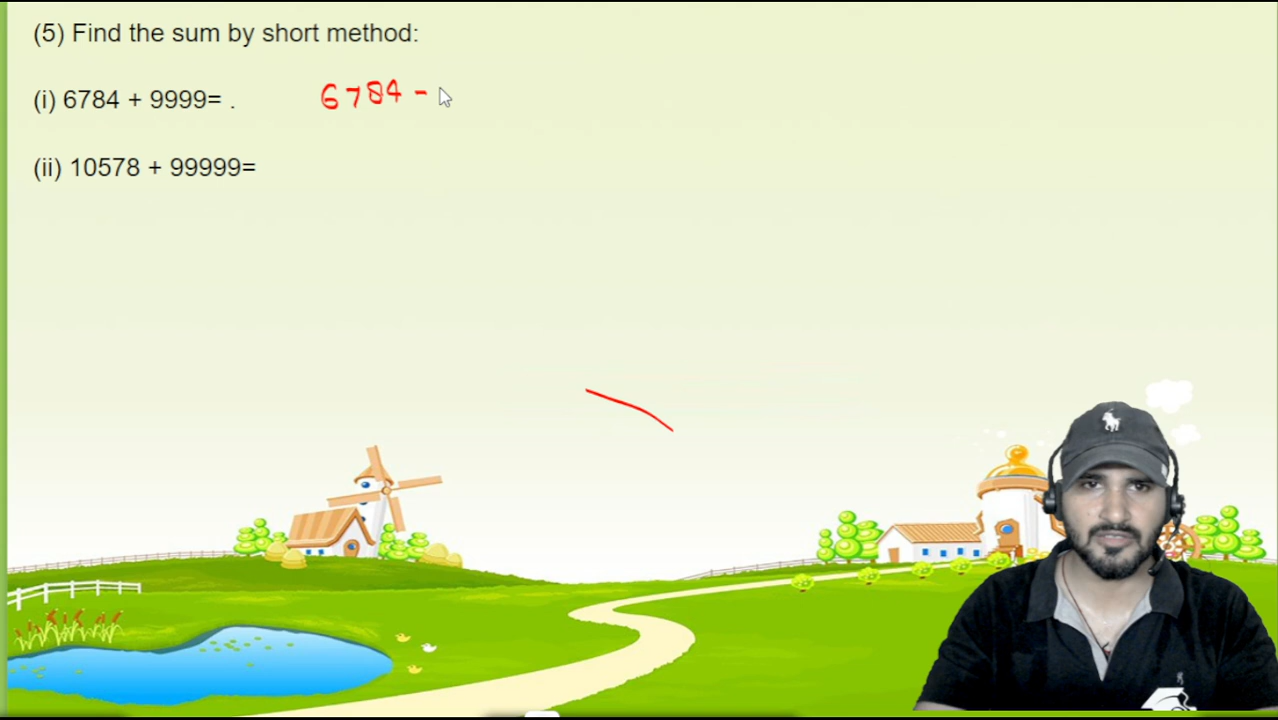 (5) Find the sum by short method:
(i) 6784 + 9999= . 6784 -
(ii) 10578 + 99999=